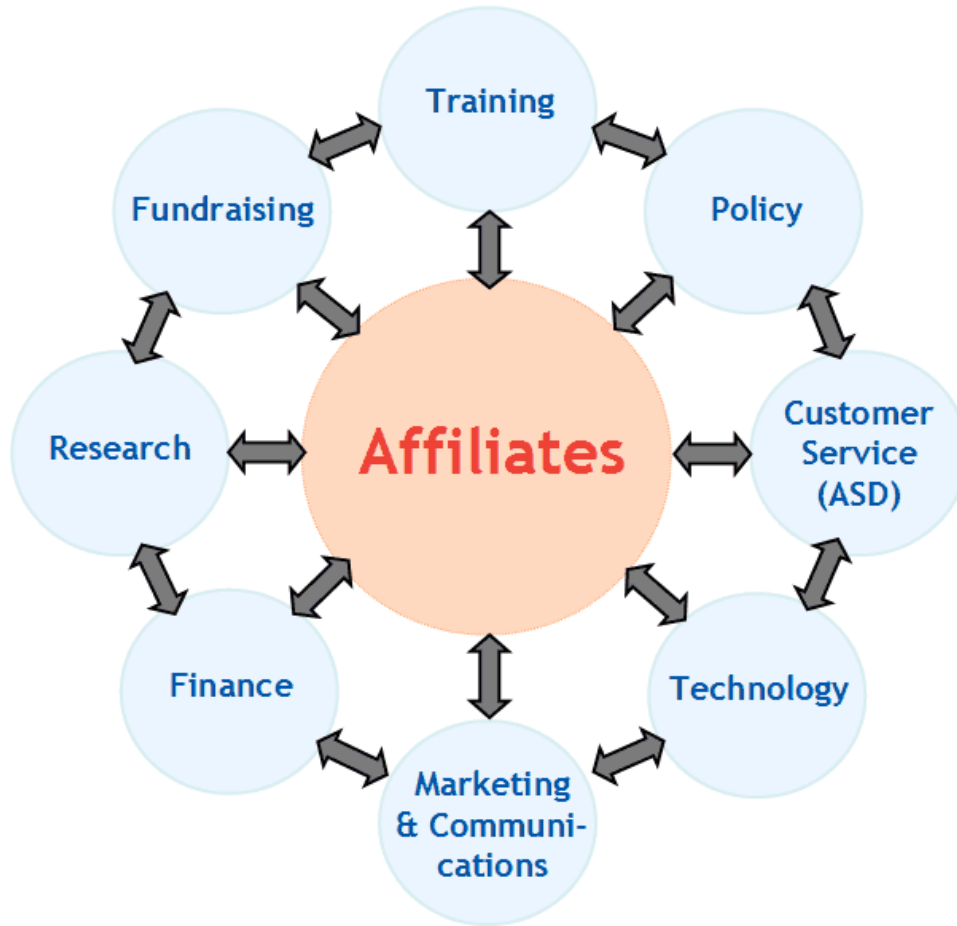 Training
Fundraising
Policy
Research
Affiliates
Customer
Service
(ASD)
Finance
Technology
Marketing
& Communi-
cations